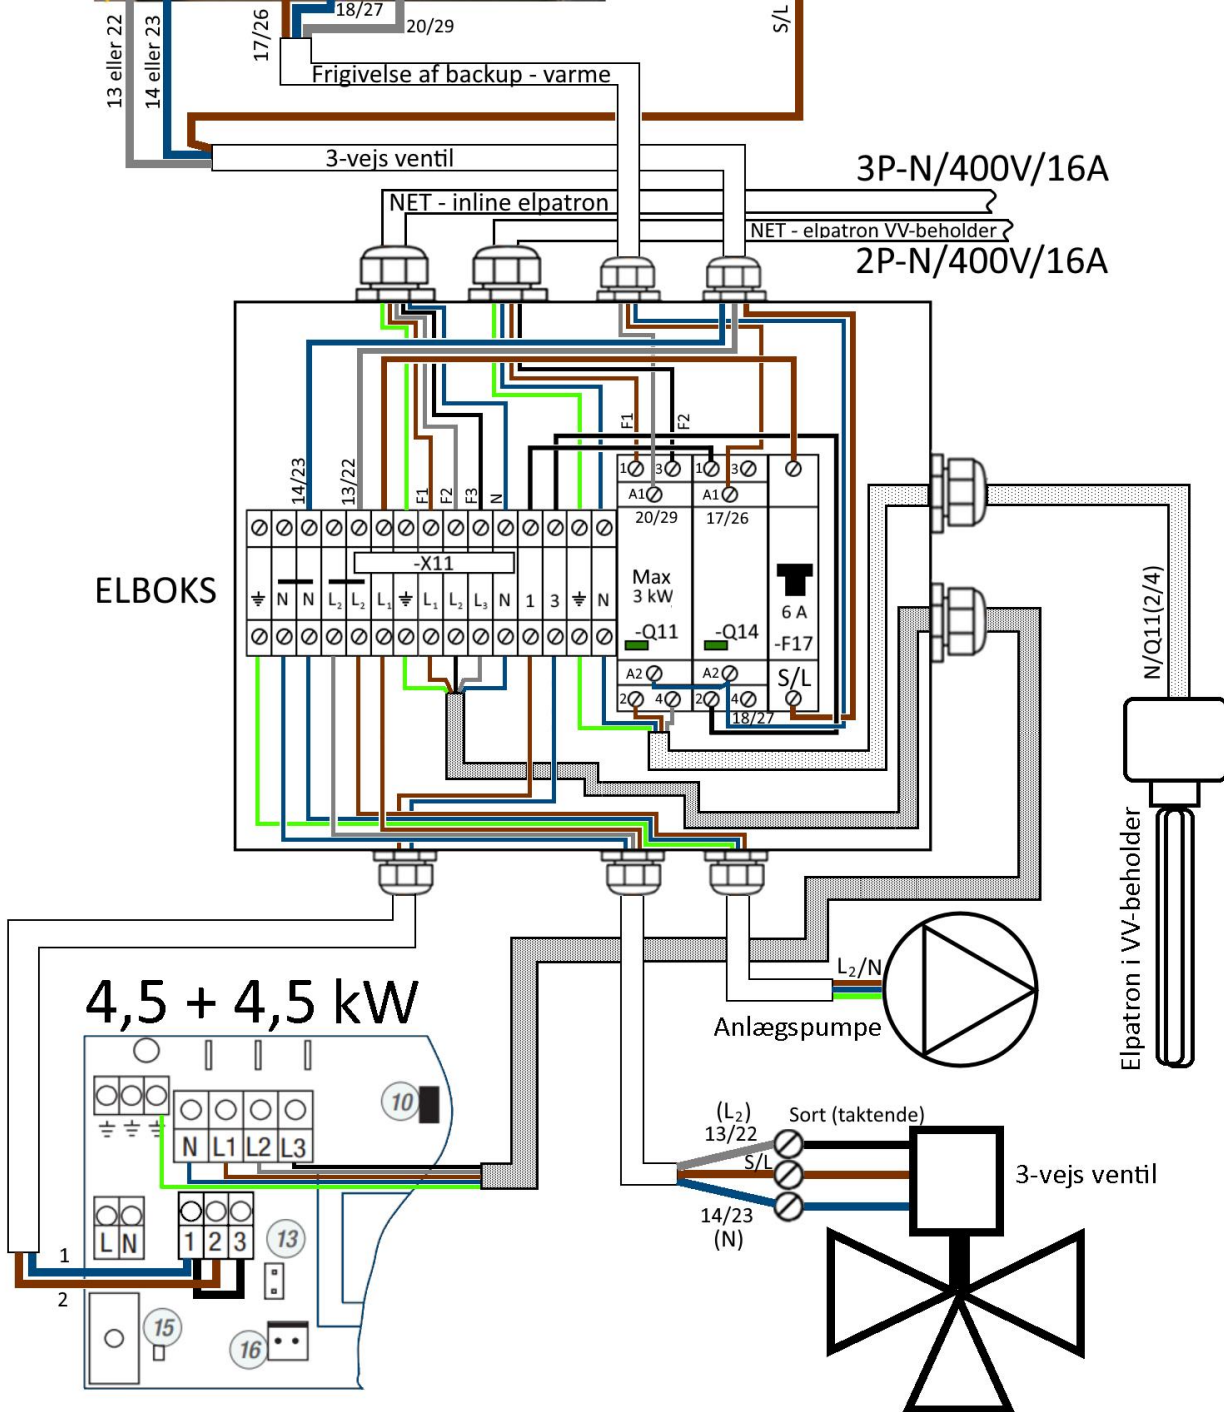 18/27
20/29
17/26
S/L
13 eller 22
14 eller 23
Frigivelse af backup - varme
3-vejs ventil
3P-N/400V/16A
NET - inline elpatron
NET - elpatron VV-beholder
2P-N/400V/16A
F1
F2
14/23
13/22
F1
F2
F3
N
1 3 1 3
A1 A1
20/29 17/26
-X11
ELBOKS
N N L2 L2 L1 L1 L2 L3 N 1 3 N
Max
3 kW
6 A
-Q11 -Q14 -F17
A2 A2 S/L
2 4 2 4
18/27
N/Q11(2/4)
Elpatron i VV-beholder
L2/N
Anlægspumpe
4,5 + 4,5 kW
10
N L1 L2 L3
L N
1 2 3
13
1
2
15
16
(L2)
13/22
Sort (taktende)
S/L
3-vejs ventil
14/23
(N)